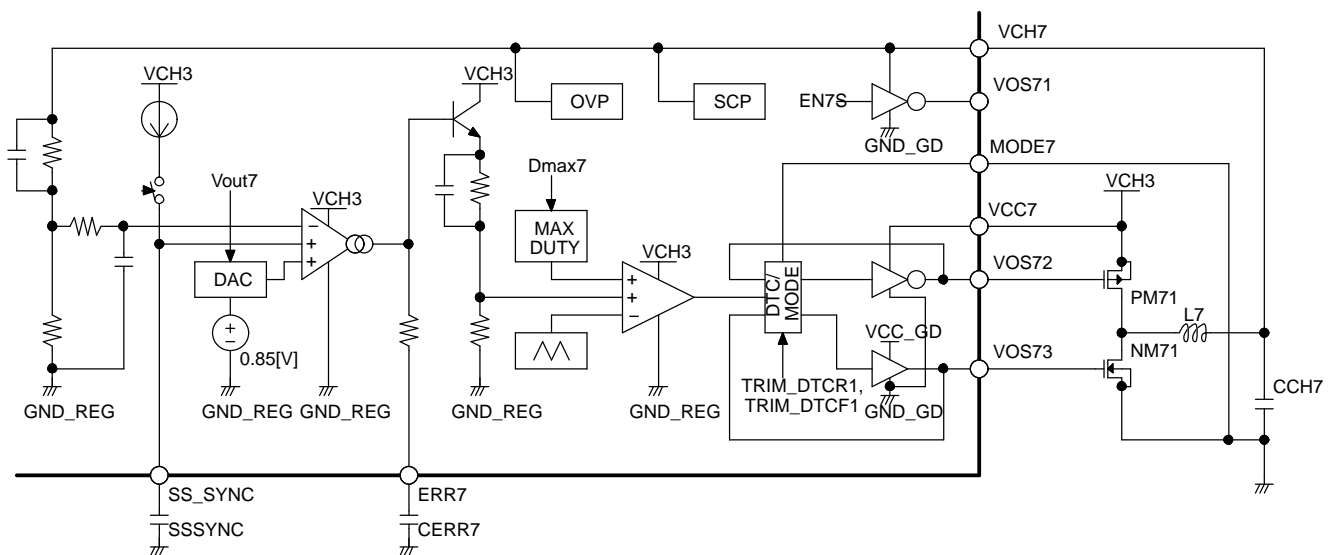 VCH7
VCH3
VCH3
OVP
SCP
EN7S
VOS71
GND_GD
MODE7
Dmax7
Vout7
VCH3
VCH3
VCC7
MAX
DUTY
VCH3
DAC
DTC/
MODE
VOS72
PM71
L7
0.85[V]
VCC_GD
VOS73
NM71
TRIM_DTCR1,
TRIM_DTCF1
GND_GD
CCH7
GND_REG
GND_REG
GND_REG
GND_REG
GND_REG
SS_SYNC
ERR7
SSSYNC
CERR7